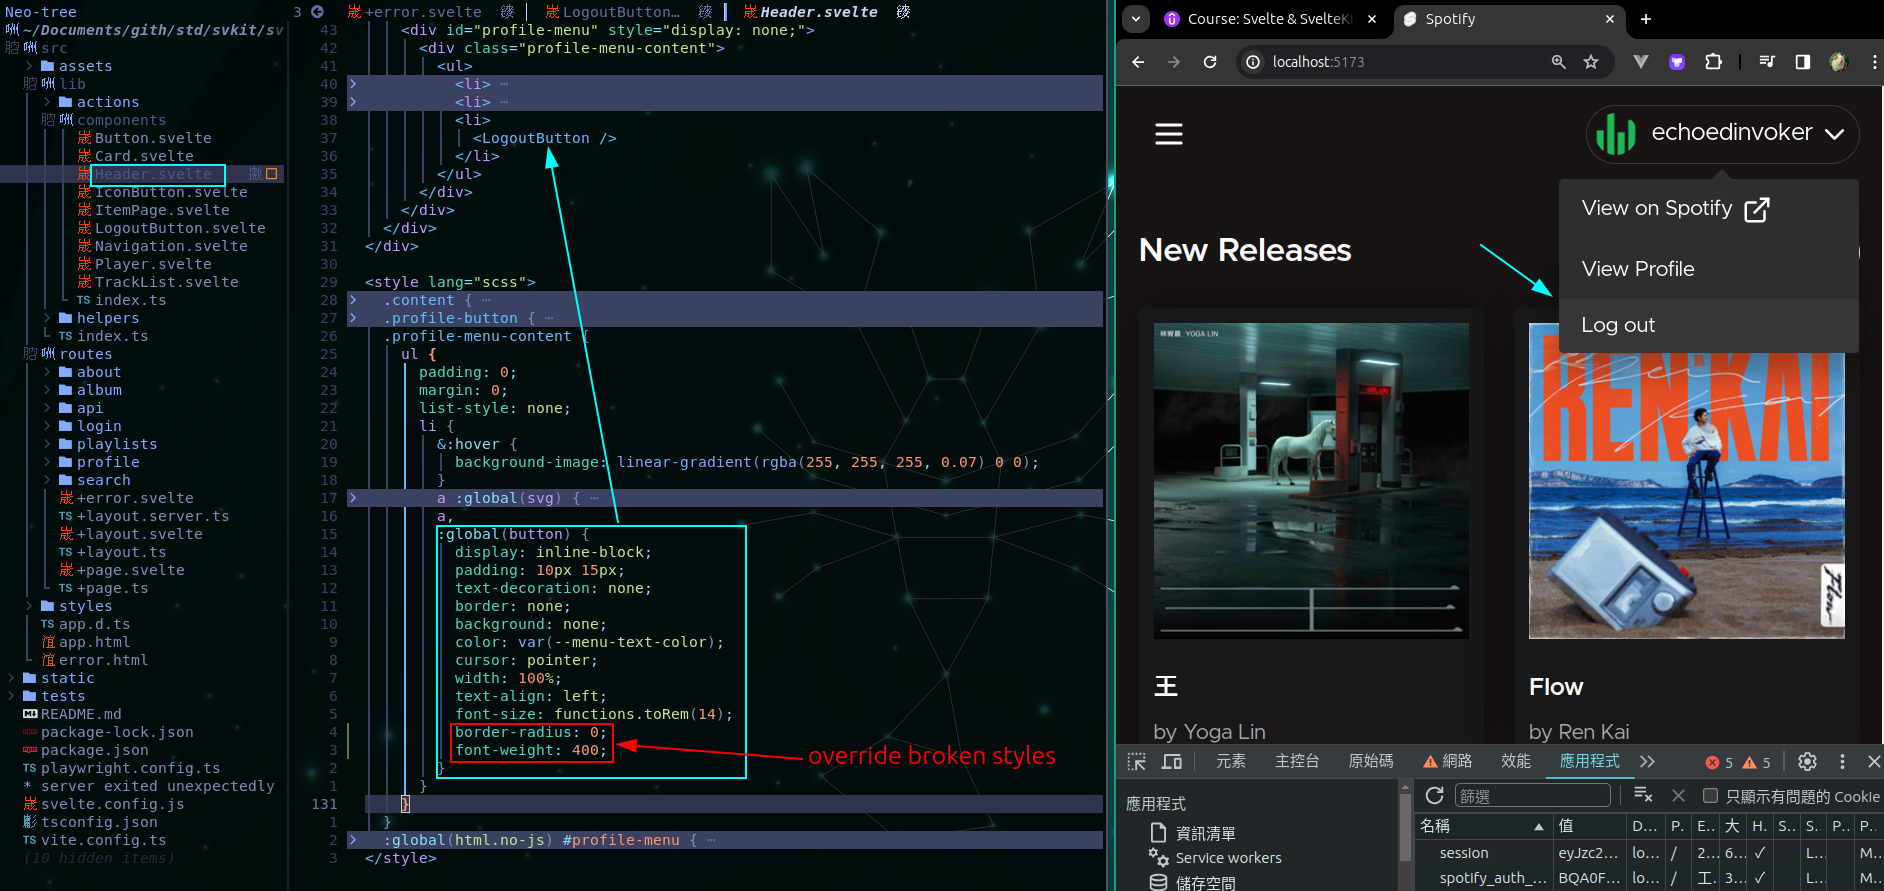 Neo-tree
~/Documents/gith/std/svkit/sv
src
assets
lib
actions
components
Button.svelte
Card.svelte
Header.svelte
IconButton.svelte
ItemPage.svelte
LogoutButton.svelte
Navigation.svelte
Player.svelte
TrackList.svelte
TS index.ts
helpers
TS index.ts
routes
about
album
api
login
playlists
profile
search
+error.svelte
TS +layout.server.ts
+layout.svelte
TS +layout.ts
+page.svelte
TS +page.ts
styles
TS app.d.ts
app.html
error.html
static
tests
README.md
package-lock.json
package.json
TS playwright.config.ts
* server exited unexpectedly
svelte.config.js
tsconfig.json
TS vite.config.ts
(10 hidden items)
3 +error.svelte LogoutButton… Header.svelte
43 <div id="profile-menu" style="display: none;">
42 <div class="profile-menu-content">
41 <ul>
40 <li> ⋯
39 <li> ⋯
38 <li>
37 <LogoutButton />
36 </li>
35 </ul>
34 </div>
33 </div>
32 </div>
31 </div>
30
29 <style lang="scss">
28 .content { ⋯
27 .profile-button { ⋯
26 .profile-menu-content {
25 ul {
24 padding: 0;
23 margin: 0;
22 list-style: none;
21 li {
20 &:hover {
19 background-image: linear-gradient(rgba(255, 255, 255, 0.07) 0 0);
18 }
17 a :global(svg) { ⋯
16 a,
15 :global(button) {
14 display: inline-block;
13 padding: 10px 15px;
12 text-decoration: none;
11 border: none;
10 background: none;
9 color: var(--menu-text-color);
8 cursor: pointer;
7 width: 100%;
6 text-align: left;
5 font-size: functions.toRem(14);
4 border-radius: 0;
3 font-weight: 400;
override broken styles
2 }
1 }
131 }
1 }
2 :global(html.no-js) #profile-menu { ⋯
3 </style>
Course: Svelte & SvelteKi
Spotify
localhost:5173
echoedinvoker
View on Spotify
View Profile
Log out
New Releases
林宥嘉 YOGA LIN
REN KAI
Flow
王
by Yoga Lin
Flow
by Ren Kai
元素 主控台 原始碼 網路 效能 應用程式 5 5
應用程式
資訊清單
Service workers
儲存空間
篩選
只顯示有問題的 Cookie
名稱 值 D... P. E.. 大 H. S.. S. P.. P..
session eyJzc2... lo... / 2... 6... ✓ L... M..
spotify_auth_... BQA0F... lo... / 工.. 3... ✓ L... M..